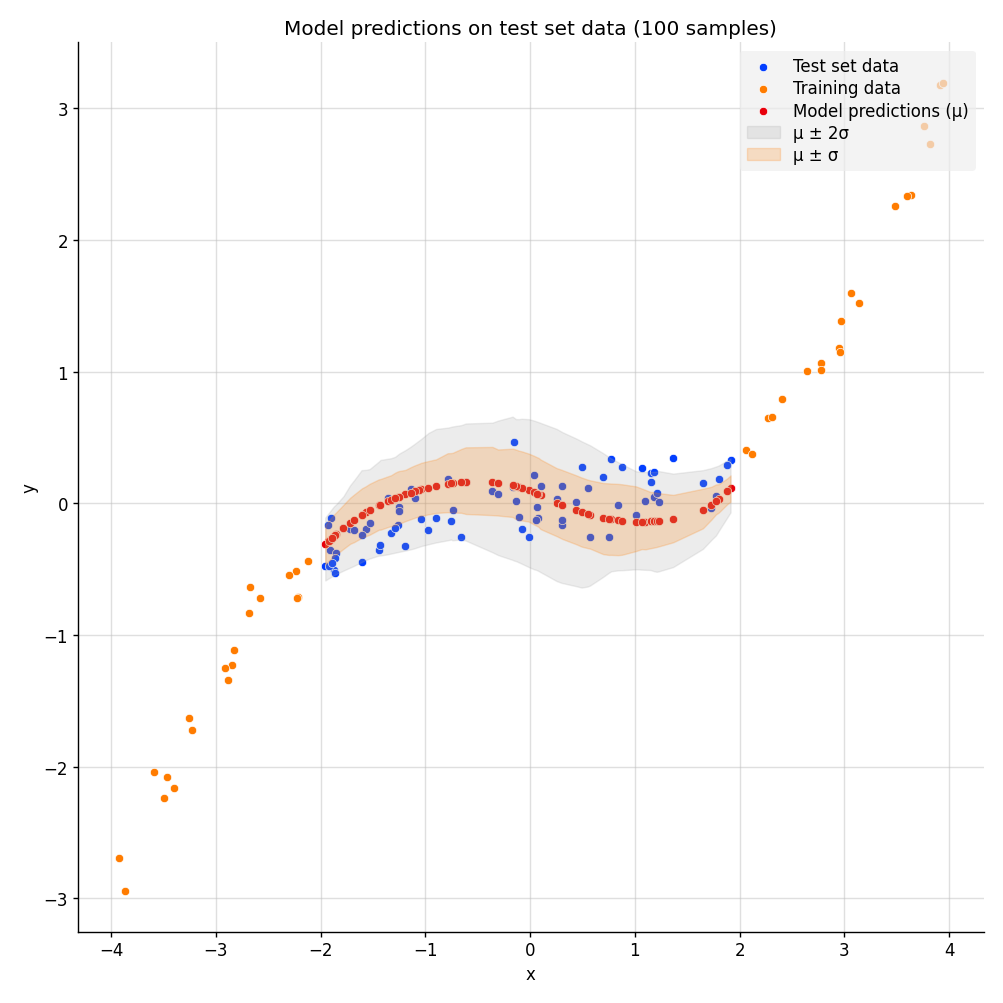 Model predictions on test set data (100 samples)
Test set data
Training data
Model predictions (μ)
μ ± 2σ
μ ± σ
3
2
1
0
−1
−2
−3
y
−4
−3
−2
−1
0
1
2
3
4
x